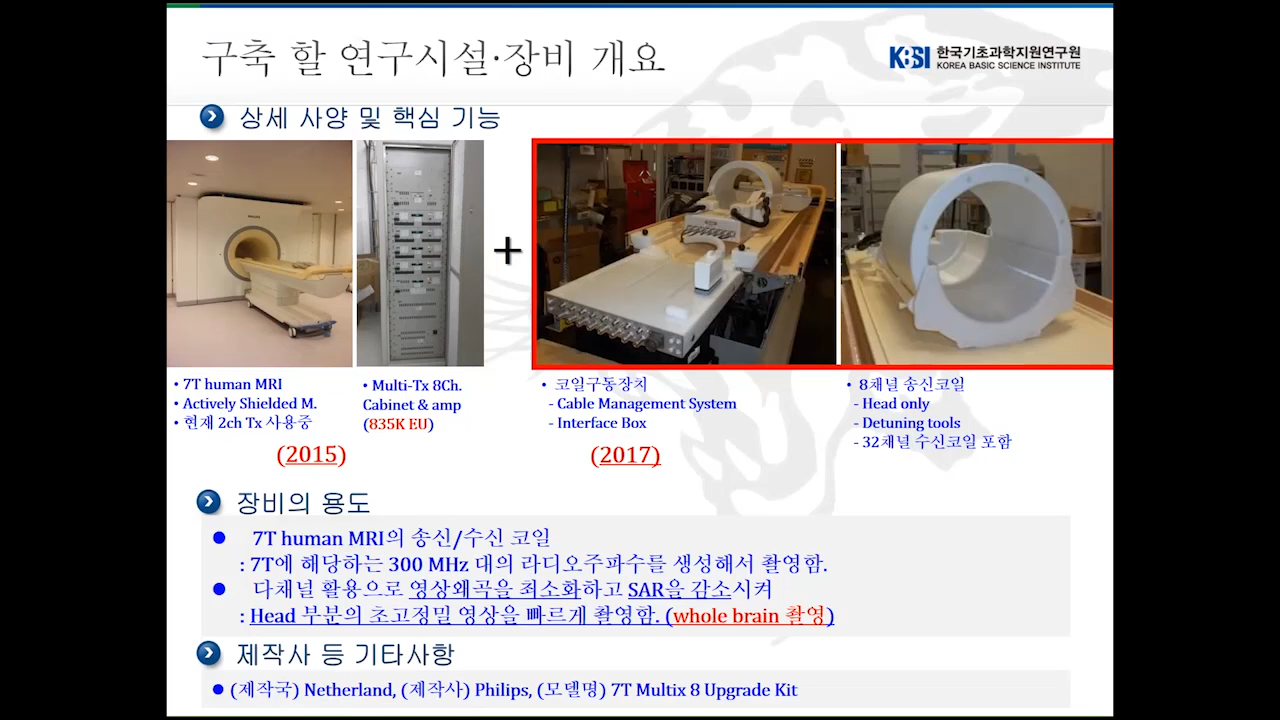 구축 할 연구시설·장비 개요
KBSI 한국기초과학지원연구원
KOREA BASIC SCIENCE INSTITUTE
상세 사양 및 핵심 기능
+
• 7T human MRI
• Actively Shielded M.
• 현재 2ch Tx 사용중
(2015)
• Multi-Tx 8Ch.
Cabinet & amp
(835K EU)
• 코일구동장치
- Cable Management System
- Interface Box
(2017)
• 8채널 송신코일
- Head only
- Detuning tools
- 32채널 수신코일 포함
장비의 용도
● 7T human MRI의 송신/수신 코일
: 7T에 해당하는 300 MHz 대의 라디오주파수를 생성해서 촬영함.
● 다채널 활용으로 영상왜곡을 최소화하고 SAR을 감소시켜
: Head 부분의 초고정밀 영상을 빠르게 촬영함. (whole brain 촬영)
제작사 등 기타사항
● (제작국) Netherland, (제작사) Philips, (모델명) 7T Multix 8 Upgrade Kit